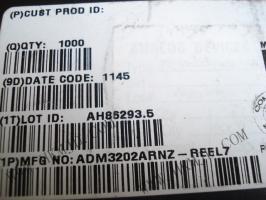 (P)CUST PROD ID:
(Q)QTY: 1000
(9D)DATE CODE: 1145
(1T)LOT ID: AH85293.5
1P)MFG NO: ADM3202ARNZ-REEL7